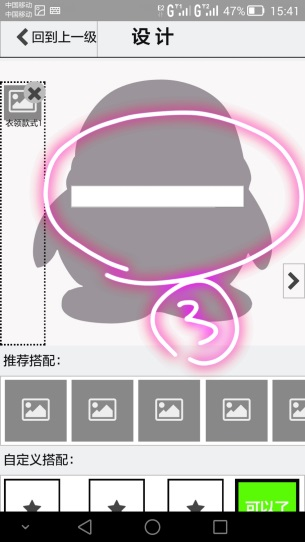 中国移动
中国移动
47% 15:41
回到上一级
设计
衣领款式1
3
推荐搭配：
自定义搭配：
可以了